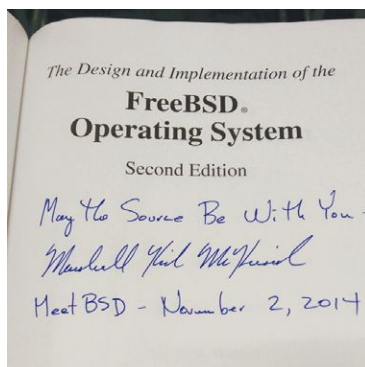 The Design and Implementation of the
FreeBSD®
Operating System
Second Edition
May the Source Be With You -
Marshall Kirk McKusick
MeetBSD - November 2, 2014